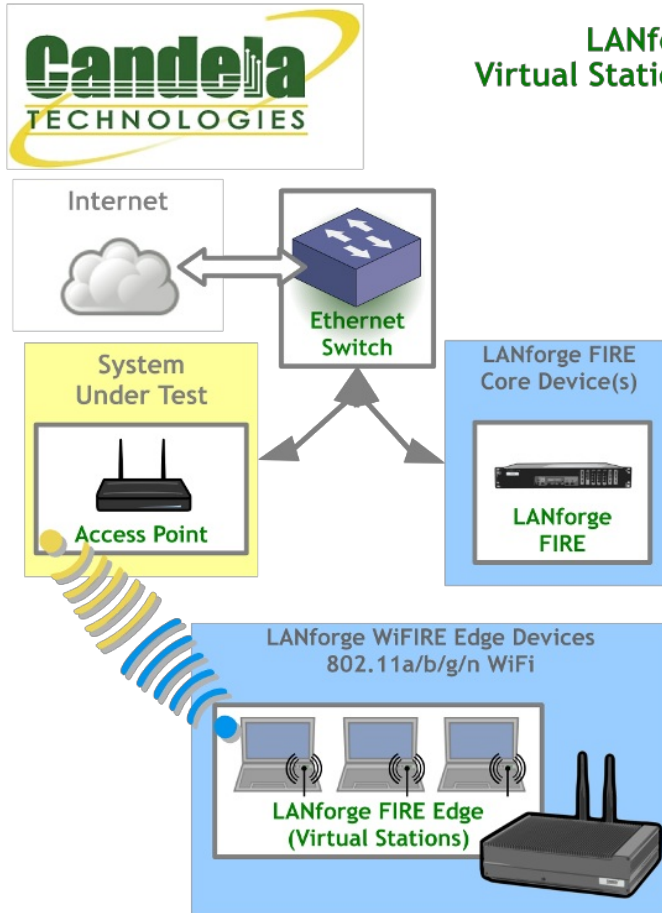 Candela
TECHNOLOGIES
Virtual
Internet
Ethernet
Switch
System
Under Test
Access Point
LANforge FIRE
Core Device(s)
LANforge
FIRE
LANforge WiFIRE Edge Devices
802.11a/b/g/n WiFi
LANforge FIRE Edge
(Virtual Stations)